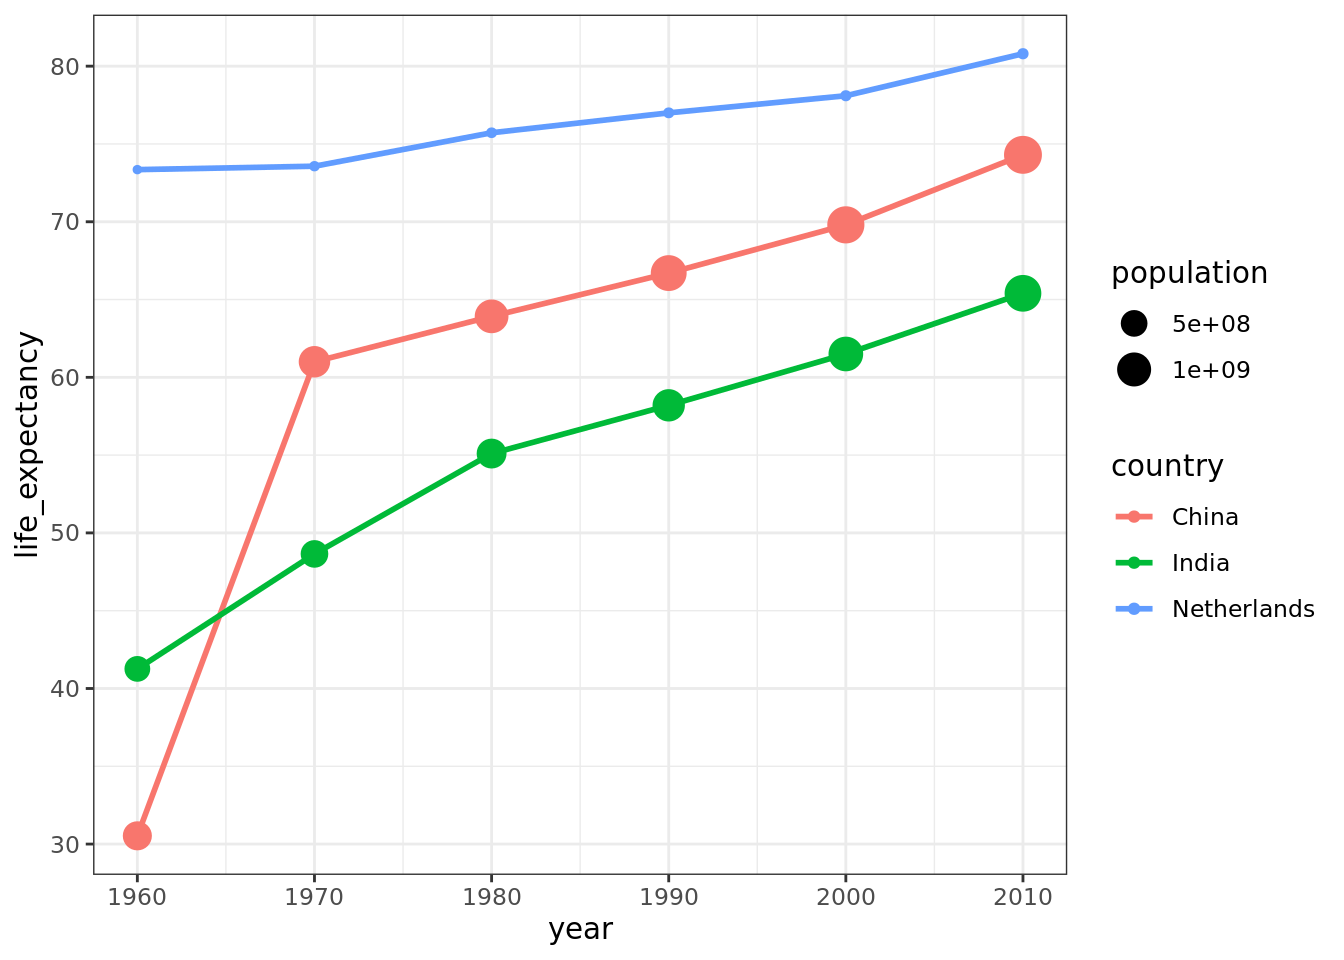 80
70
60
50
40
30
life_expectancy
1960 1970 1980 1990 2000 2010
year
population
5e+08
1e+09
country
China
India
Netherlands